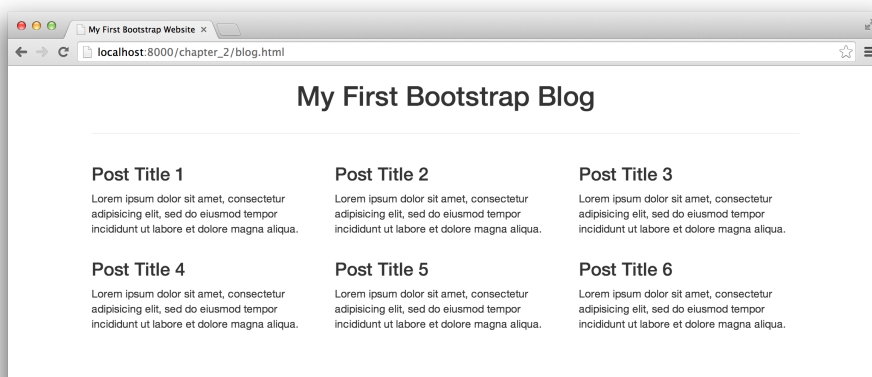 My First Bootstrap Website
localhost:8000/chapter_2/blog.html
My First Bootstrap Blog
Post Title 1
Lorem ipsum dolor sit amet, consectetur
adipisicing elit, sed do eiusmod tempor
incididunt ut labore et dolore magna aliqua.
Post Title 2
Lorem ipsum dolor sit amet, consectetur
adipisicing elit, sed do eiusmod tempor
incididunt ut labore et dolore magna aliqua.
Post Title 3
Lorem ipsum dolor sit amet, consectetur
adipisicing elit, sed do eiusmod tempor
incididunt ut labore et dolore magna aliqua.
Post Title 4
Lorem ipsum dolor sit amet, consectetur
adipisicing elit, sed do eiusmod tempor
incididunt ut labore et dolore magna aliqua.
Post Title 5
Lorem ipsum dolor sit amet, consectetur
adipisicing elit, sed do eiusmod tempor
incididunt ut labore et dolore magna aliqua.
Post Title 6
Lorem ipsum dolor sit amet, consectetur
adipisicing elit, sed do eiusmod tempor
incididunt ut labore et dolore magna aliqua.